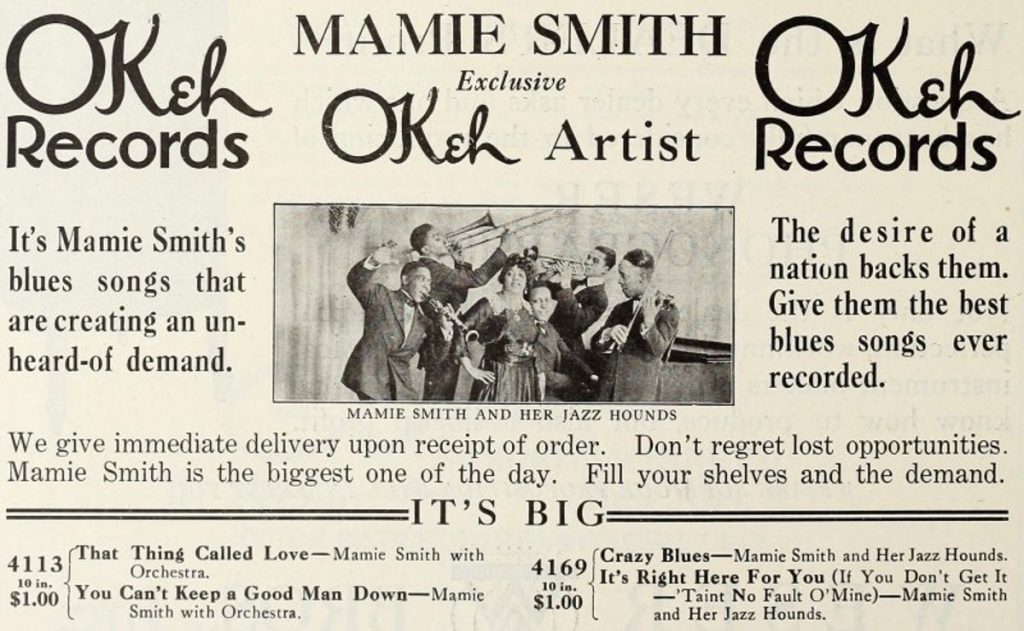 OKeh
Records
MAMIE SMITH
Exclusive
OKeh Artist
OKeh
Records
It's Mamie Smith's
blues songs that
are creating an un-
heard-of demand.
MAMIE SMITH AND HER JAZZ HOUNDS
The desire of a
nation backs them.
Give them the best
blues songs ever
recorded.
We give immediate delivery upon receipt of order. Don't regret lost opportunities.
Mamie Smith is the biggest one of the day. Fill your shelves and the demand.
IT'S BIG
4113
10 in.
$1.00
That Thing Called Love—Mamie Smith with
Orchestra.
You Can't Keep a Good Man Down—Mamie
Smith with Orchestra.
4169
10 in.
$1.00
Crazy Blues—Mamie Smith and Her Jazz Hounds.
It's Right Here For You (If You Don't Get It
—'Taint No Fault O'Mine)—Mamie Smith
and Her Jazz Hounds.